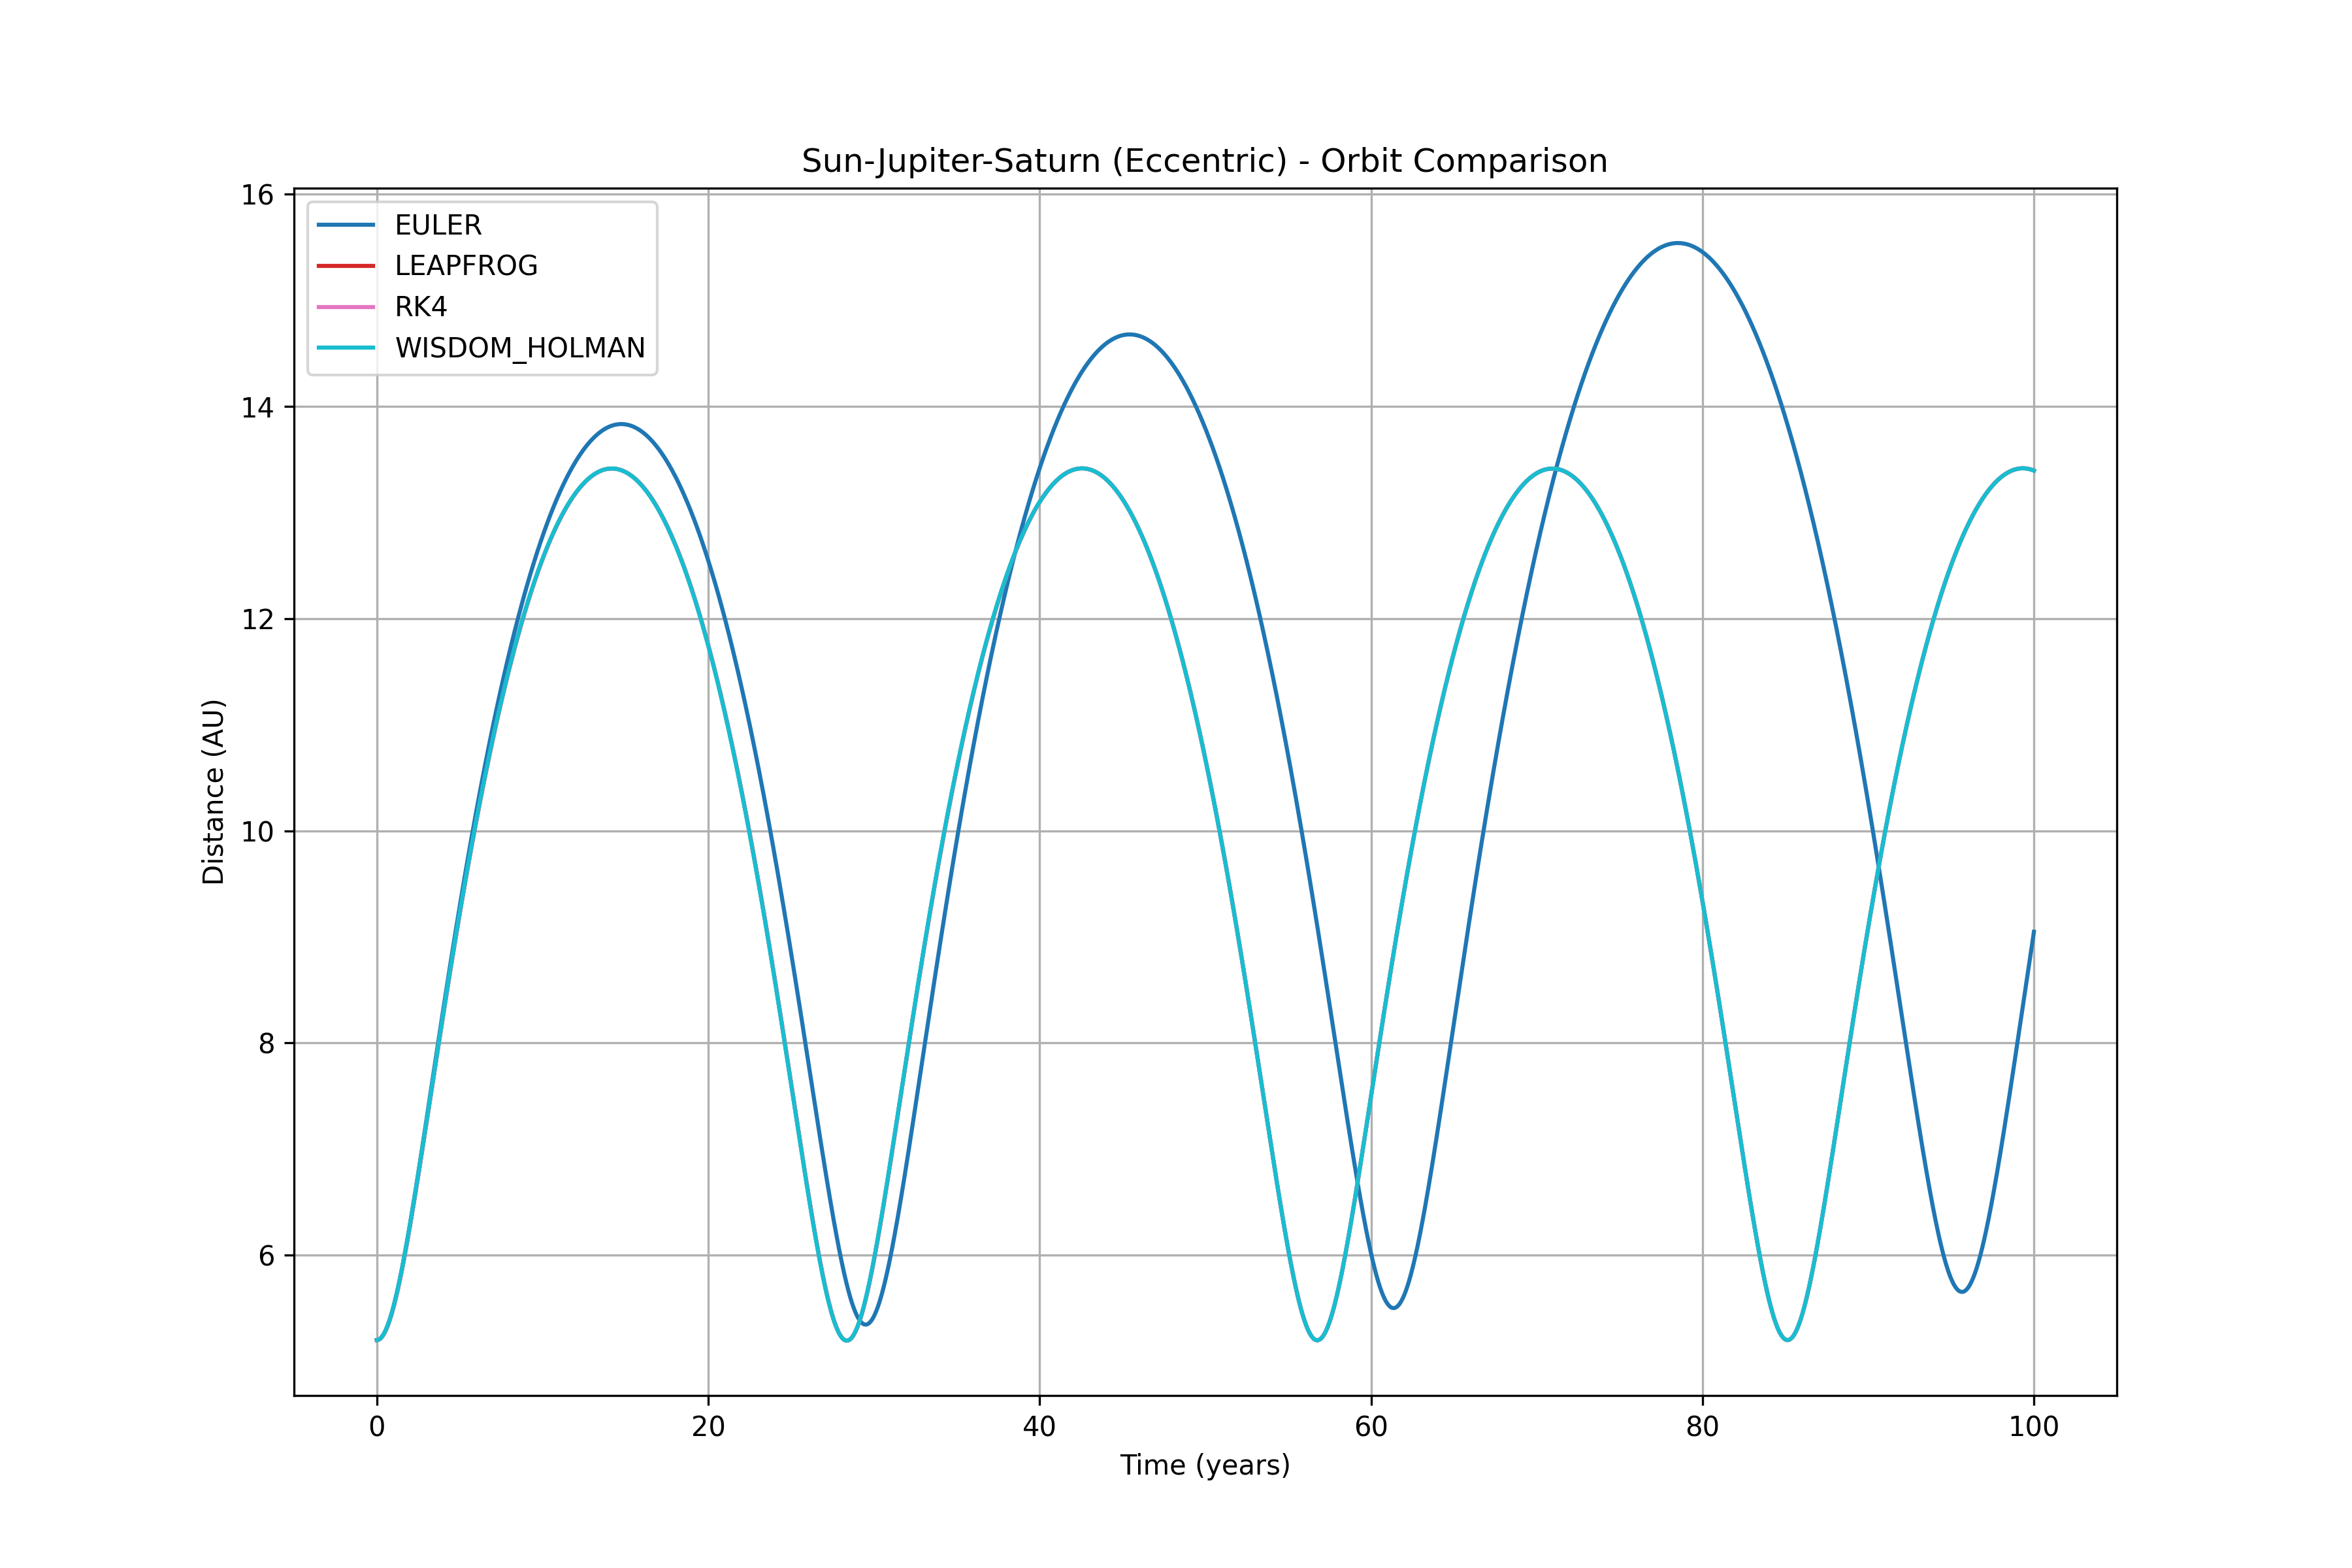 Sun-Jupiter-Saturn (Eccentric) - Orbit Comparison
EULER
LEAPFROG
RK4
WISDOM_HOLMAN
16
14
12
10
8
6
Distance (AU)
0 20 40 60 80 100
Time (years)